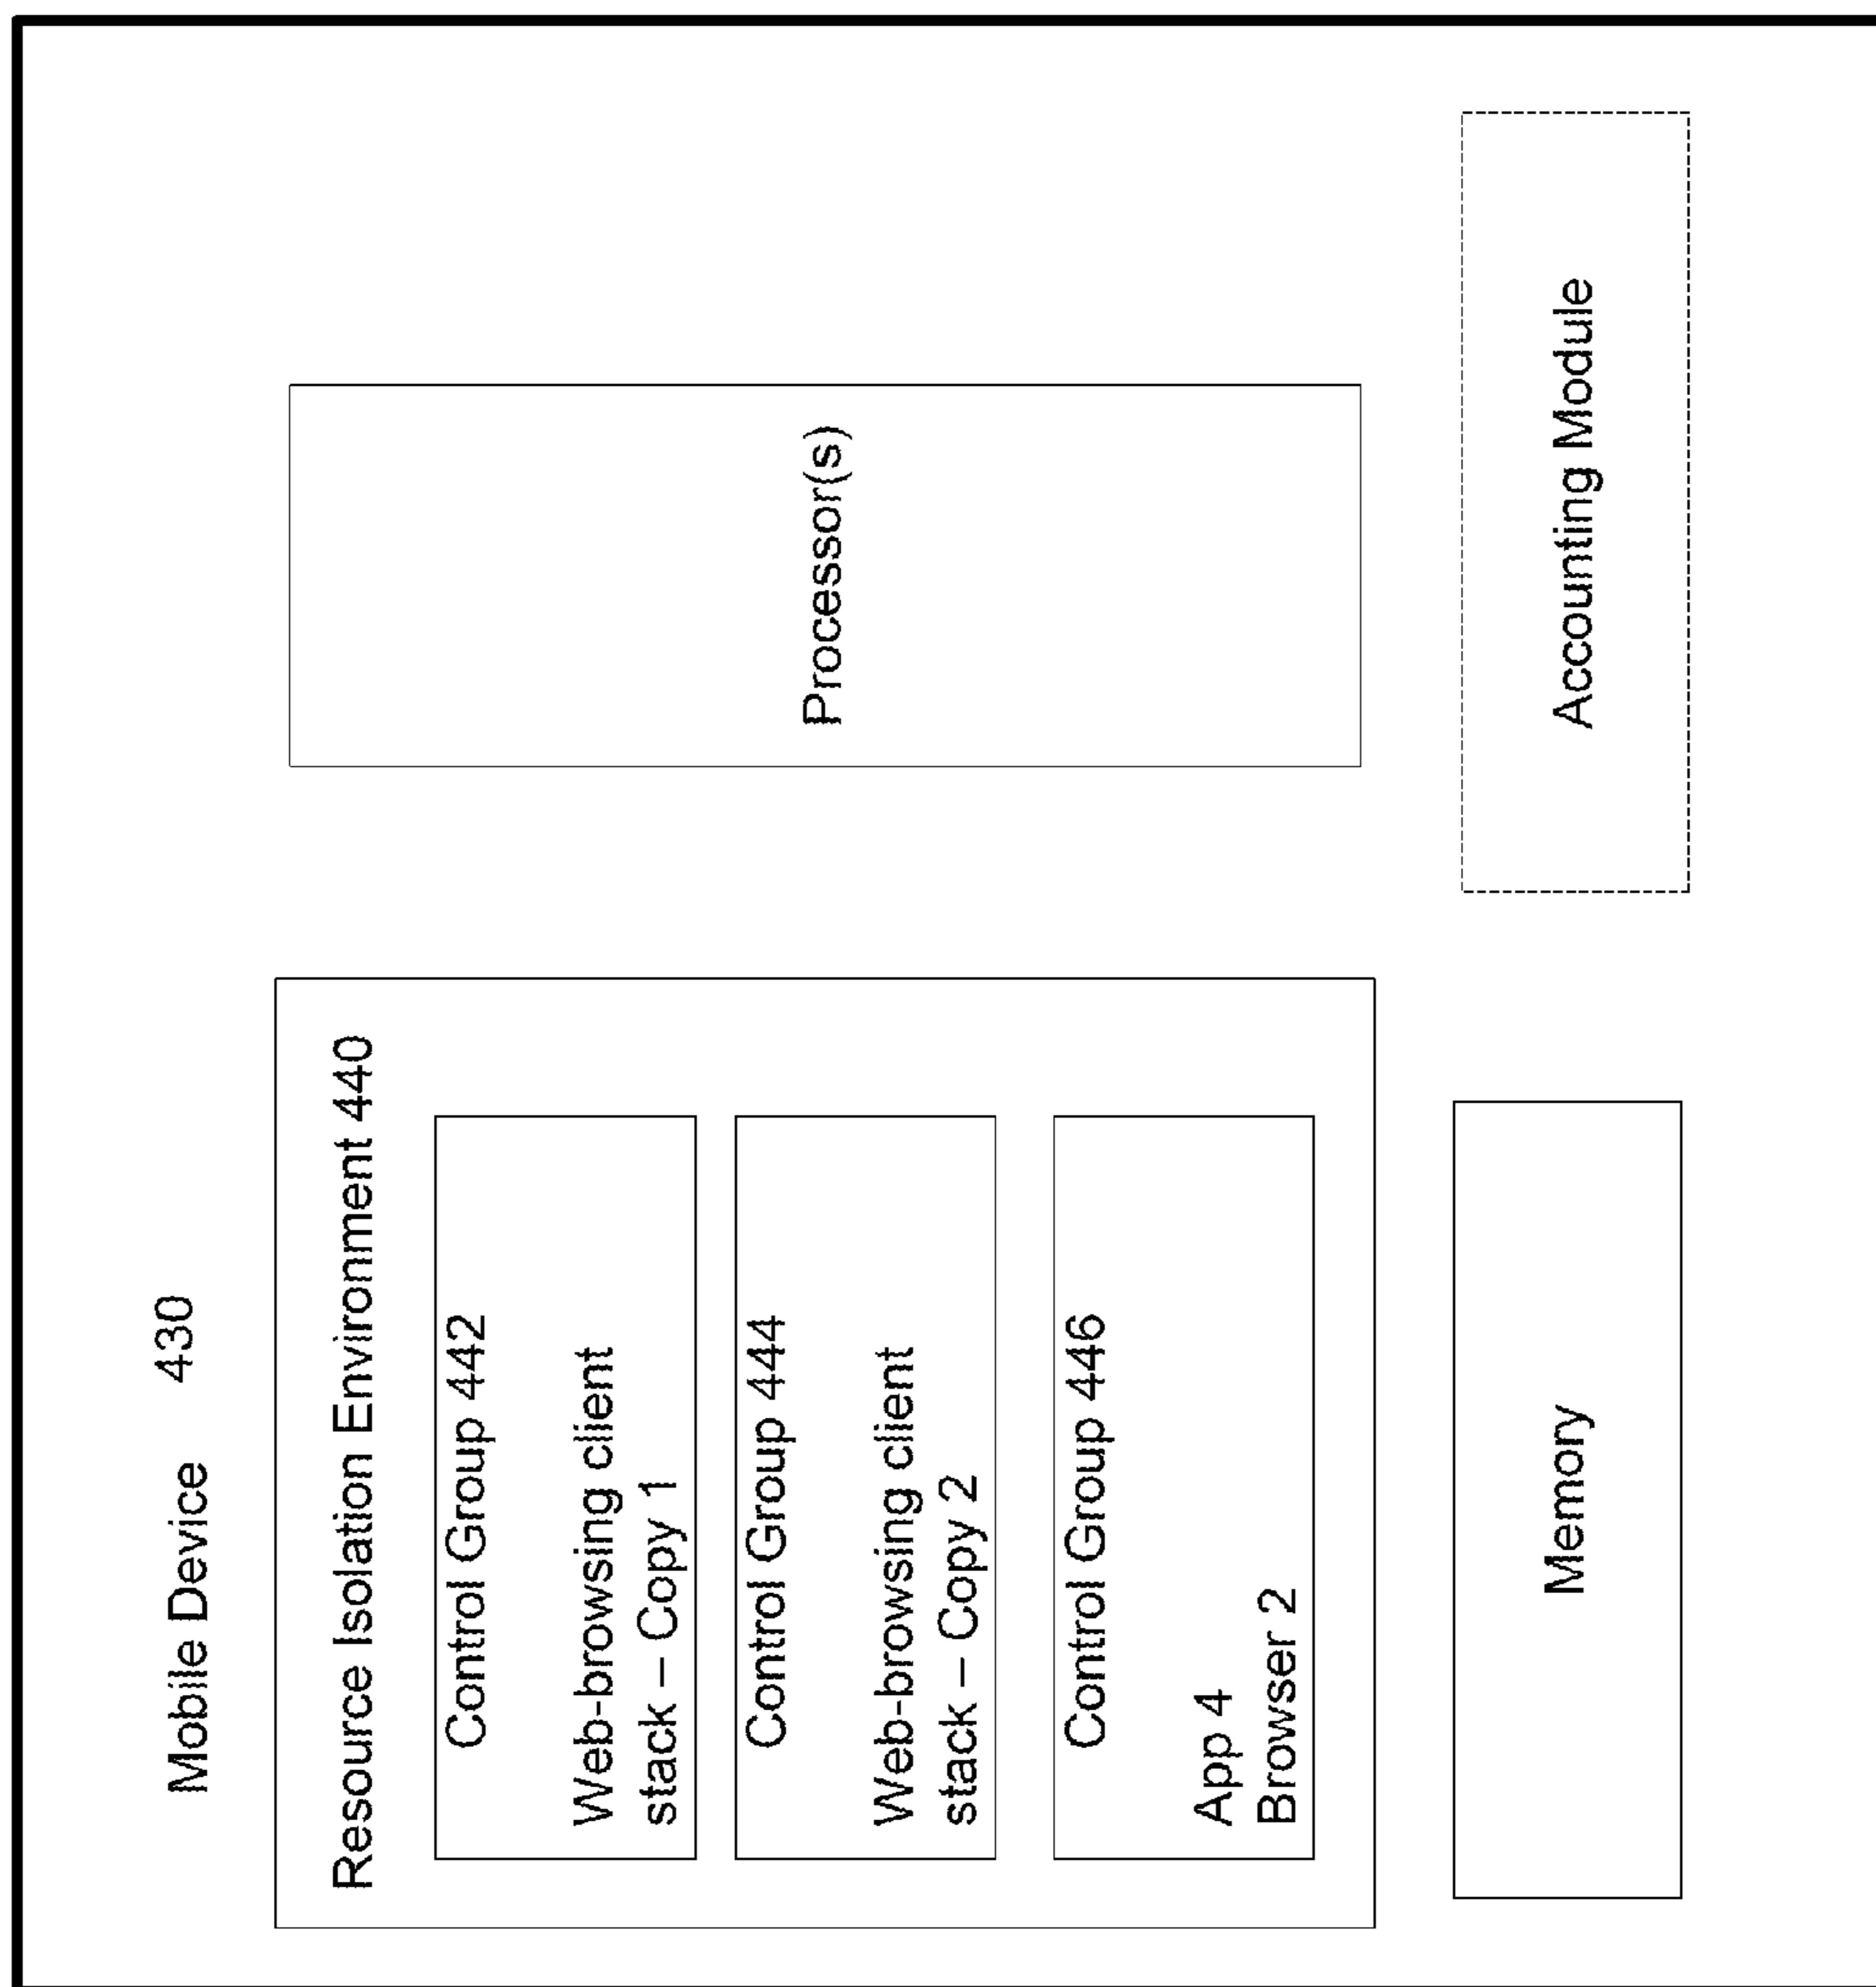 Mobile Device 430
Resource Isolation Environment 440
Control Group 442
Web-browsing client
stack – Copy 1
Control Group 444
Web-browsing client
stack – Copy 2
Control Group 446
App 4
Browser 2
Processor(s)
Memory
Accounting Module